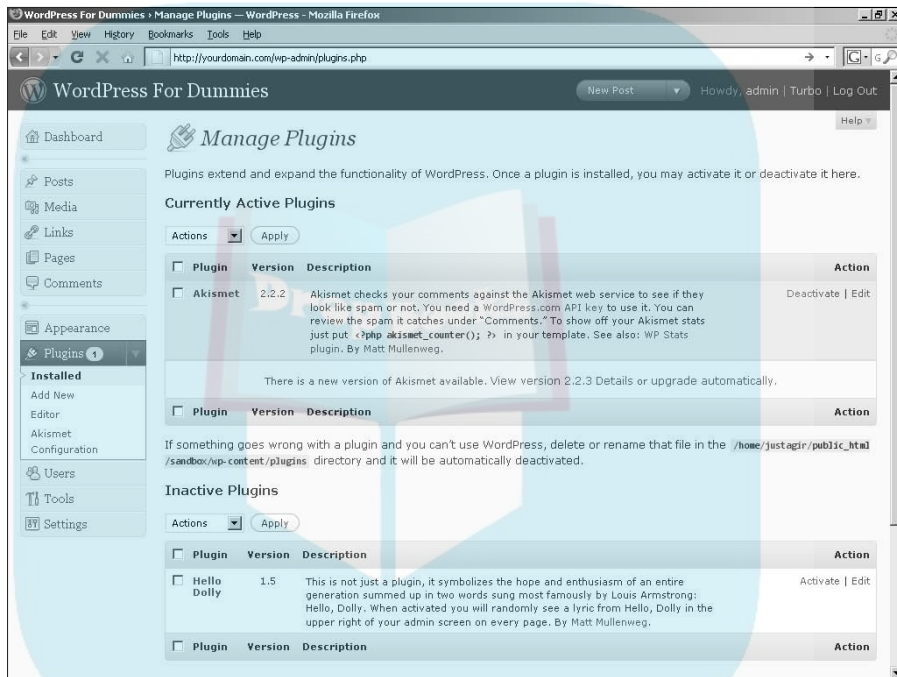 WordPress For Dummies › Manage Plugins — WordPress - Mozilla Firefox
File Edit View History Bookmarks Tools Help
http://yourdomain.com/wp-admin/plugins.php
WordPress For Dummies
New Post
Howdy, admin | Turbo | Log Out
Help
Dashboard
Posts
Media
Links
Pages
Comments
Appearance
Plugins 1
Installed
Add New
Editor
Akismet
Configuration
Users
Tools
Settings
Manage Plugins
Plugins extend and expand the functionality of WordPress. Once a plugin is installed, you may activate it or deactivate it here.
Currently Active Plugins
Actions Apply
Plugin Version Description Action
Akismet 2.2.2 Akismet checks your comments against the Akismet web service to see if they Deactivate | Edit
look like spam or not. You need a WordPress.com API key to use it. You can
review the spam it catches under “Comments.” To show off your Akismet stats
just put <?php akismet_counter(); ?> in your template. See also: WP Stats
plugin. By Matt Mullenweg.
There is a new version of Akismet available. View version 2.2.3 Details or upgrade automatically.
Plugin Version Description Action
If something goes wrong with a plugin and you can’t use WordPress, delete or rename that file in the /home/justagir/public_html
/sandbox/wp-content/plugins directory and it will be automatically deactivated.
Inactive Plugins
Actions Apply
Plugin Version Description Action
Hello 1.5 This is not just a plugin, it symbolizes the hope and enthusiasm of an entire Activate | Edit
Dolly generation summed up in two words sung most famously by Louis Armstrong:
Hello, Dolly. When activated you will randomly see a lyric from Hello, Dolly in the
upper right of your admin screen on every page. By Matt Mullenweg.
Plugin Version Description Action